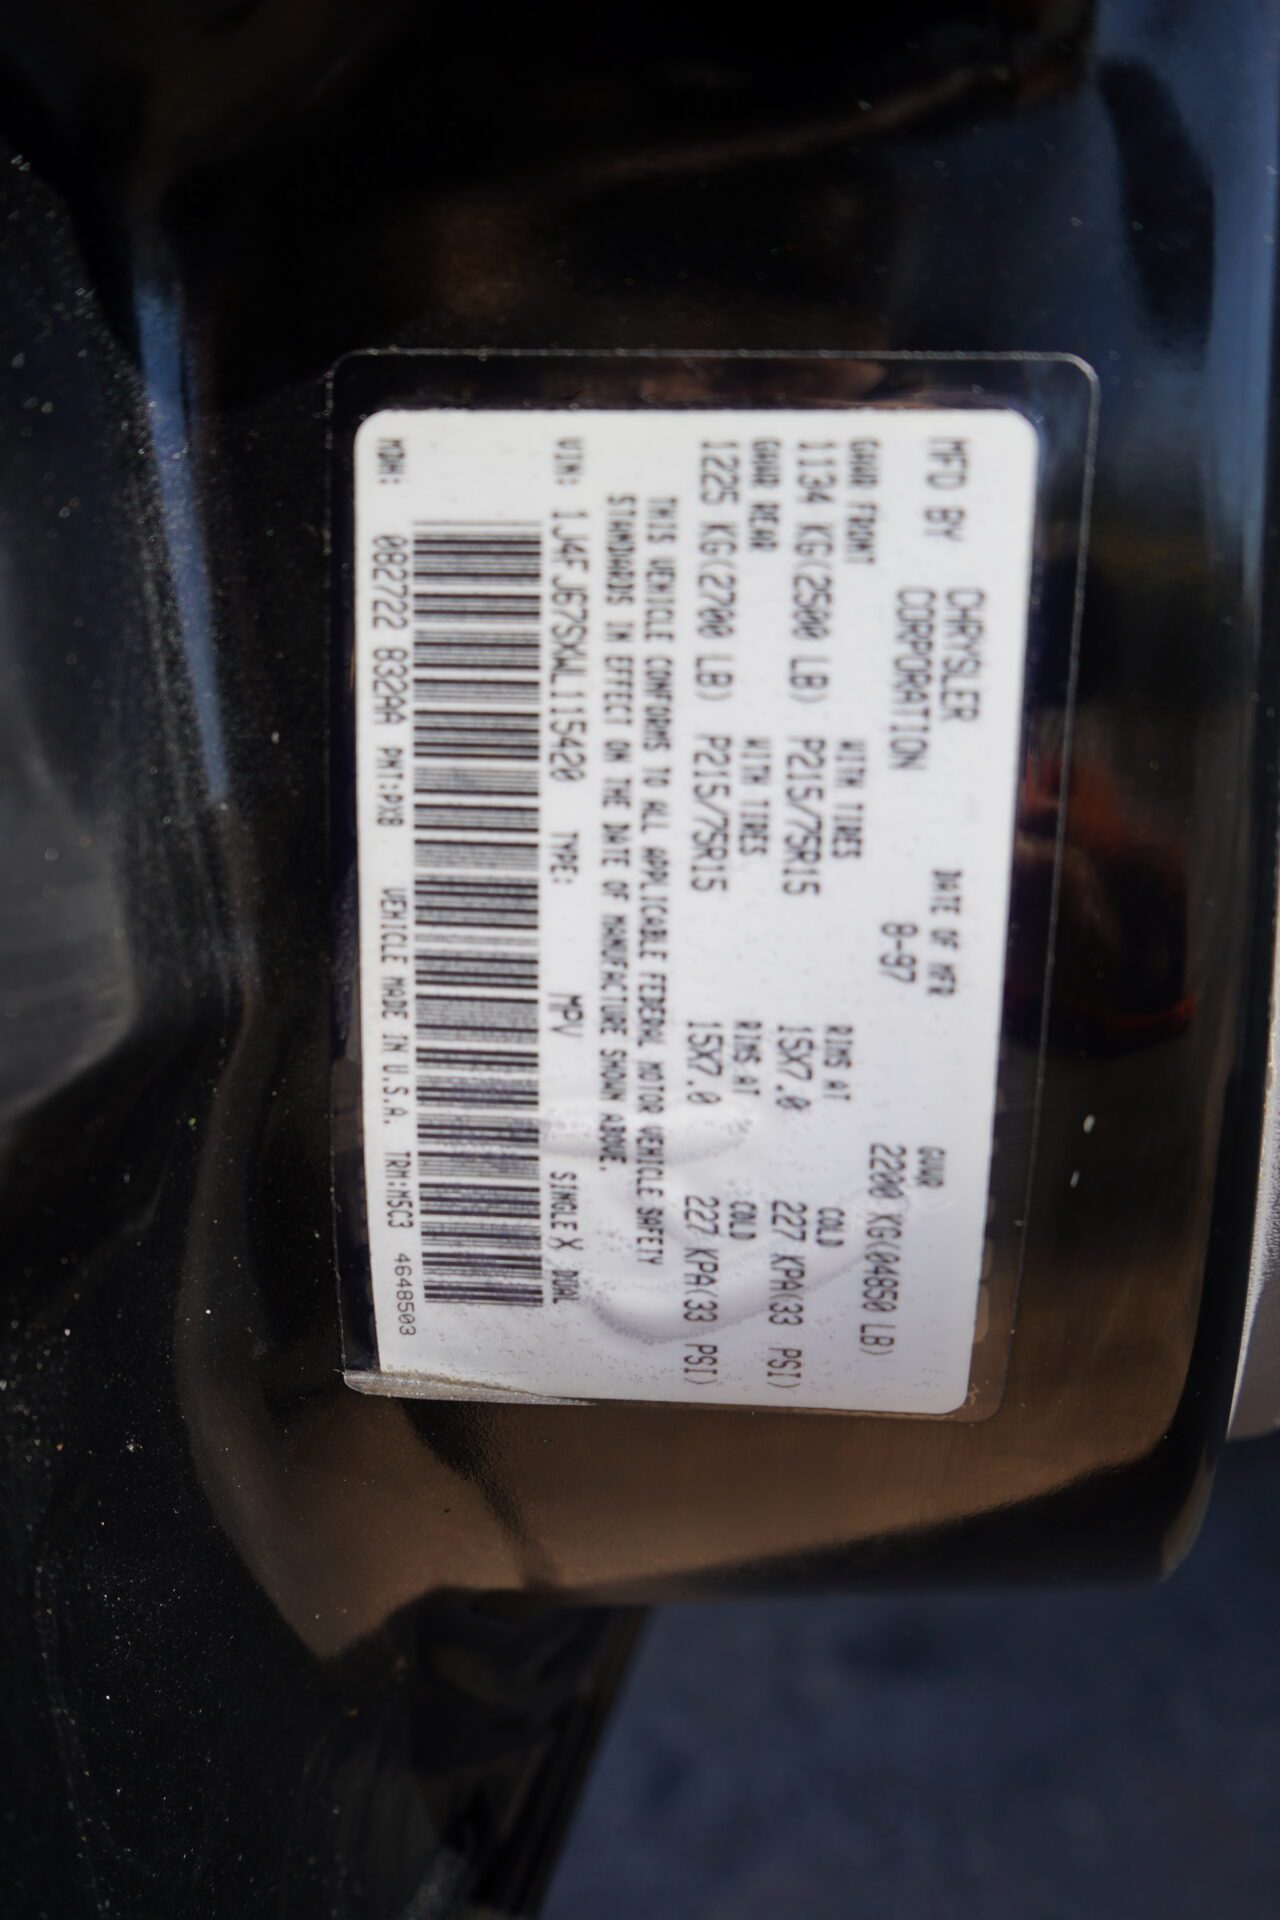 MFD BY CHRYSLER CORPORATION
DATE OF MFR 8-97
GVWR 2200 KG(04850 LB)
GAWR FRONT WITH TIRES RIMS AT COLD
1134 KG(2500 LB) P215/75R15 15X7.0 227 KPA(33 PSI)
GAWR REAR WITH TIRES RIMS AT COLD
1225 KG(2700 LB) P215/75R15 15X7.0 227 KPA(33 PSI)
THIS VEHICLE CONFORMS TO ALL APPLICABLE FEDERAL MOTOR VEHICLE SAFETY
STANDARDS IN EFFECT ON THE DATE OF MANUFACTURE SHOWN ABOVE.
VIN: 1J4FJ67SXWL115420 TYPE: MPV SINGLE X DUAL
MDH: 082722 832AA PNT:PX8 VEHICLE MADE IN U.S.A. TRM:M5C3 4648503